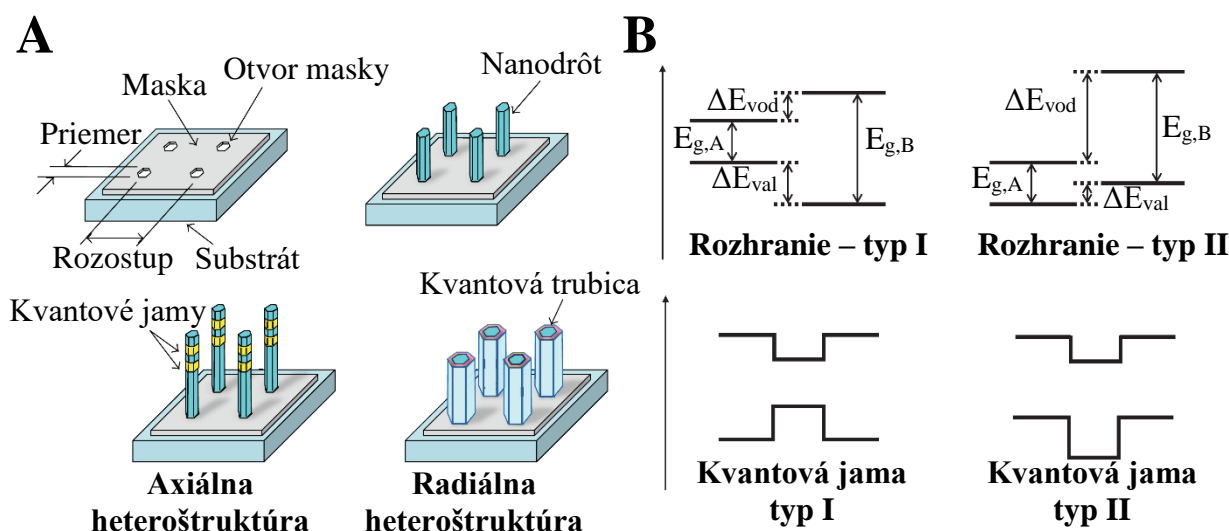 A
Maska
Otvor masky
Priemer
Rozostup
Substrát
Nanodrôt
Kvantové jamy
Kvantová trubica
Axiálna
heteroštruktúra
Radiálna
heteroštruktúra
B
ΔEvod
Eg,A
ΔEval
Eg,B
Rozhranie – typ I
ΔEvod
Eg,A
ΔEval
Eg,B
Rozhranie – typ II
Kvantová jama
typ I
Kvantová jama
typ II